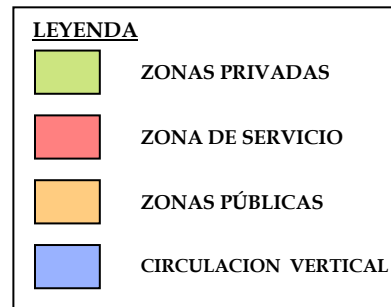 LEYENDA
ZONAS PRIVADAS
ZONA DE SERVICIO
ZONAS PÚBLICAS
CIRCULACION VERTICAL